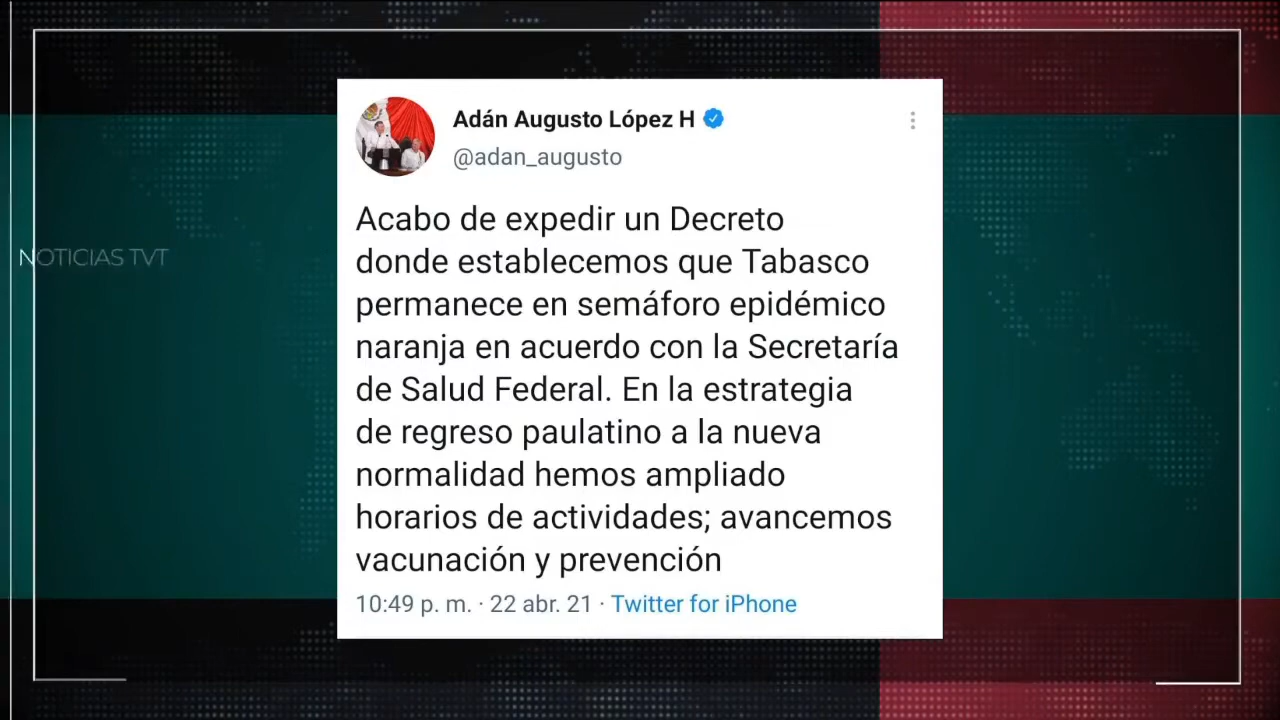 Adán Augusto López H
@adan_augusto
NOTICIAS TVT
Acabo de expedir un Decreto
donde establecemos que Tabasco
permanece en semáforo epidémico
naranja en acuerdo con la Secretaría
de Salud Federal. En la estrategia
de regreso paulatino a la nueva
normalidad hemos ampliado
horarios de actividades; avancemos
vacunación y prevención
10:49 p. m. · 22 abr. 21 · Twitter for iPhone